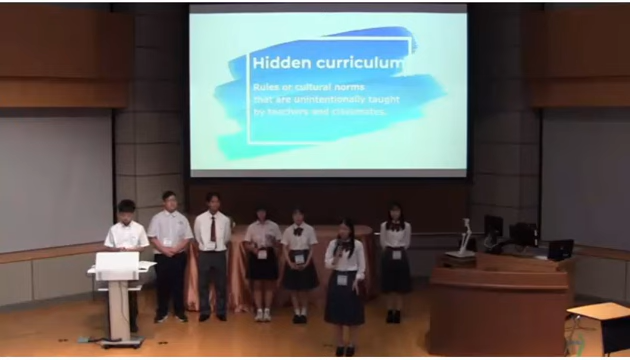 Hidden curriculum
Rules or cultural norms
that are unintentionally taught
by teachers and classmates.